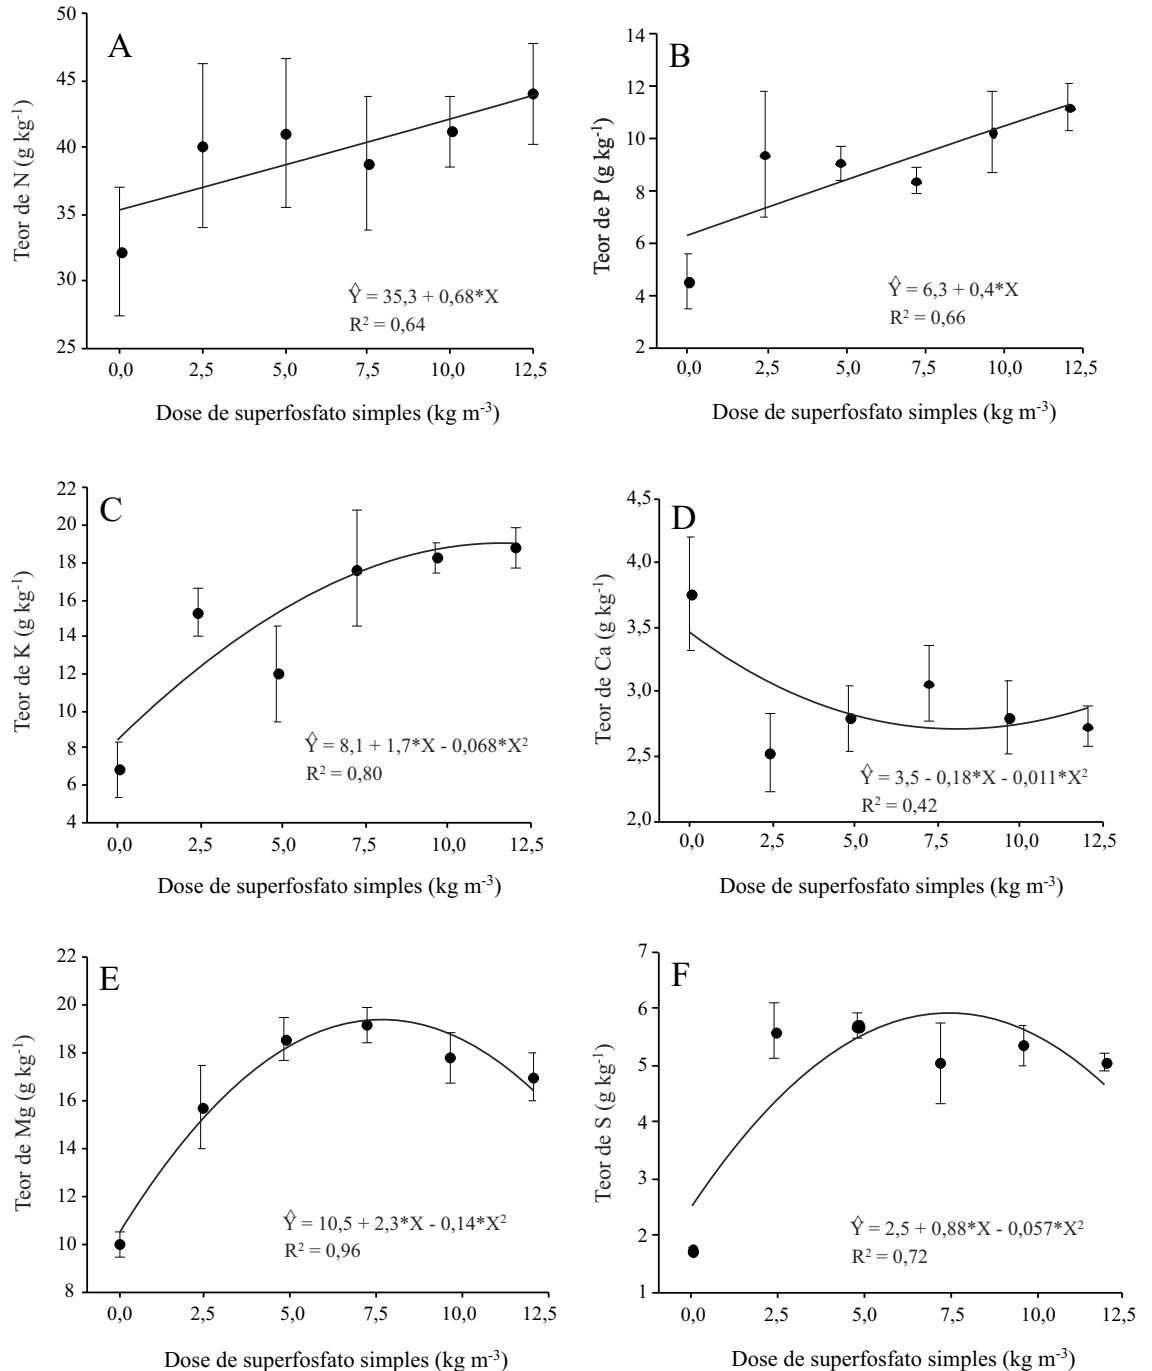 A
50
45
40
35
30
25
Teor de N (g kg⁻¹)
Ŷ = 35,3 + 0,68*X
R² = 0,64
0,0 2,5 5,0 7,5 10,0 12,5
Dose de superfosfato simples (kg m⁻³)
B
14
12
10
8
6
4
2
Teor de P (g kg⁻¹)
Ŷ = 6,3 + 0,4*X
R² = 0,66
0,0 2,5 5,0 7,5 10,0 12,5
Dose de superfosfato simples (kg m⁻³)
C
22
20
18
16
14
12
10
8
6
4
Teor de K (g kg⁻¹)
Ŷ = 8,1 + 1,7*X - 0,068*X²
R² = 0,80
0,0 2,5 5,0 7,5 10,0 12,5
Dose de superfosfato simples (kg m⁻³)
D
4,5
4,0
3,5
3,0
2,5
2,0
Teor de Ca (g kg⁻¹)
Ŷ = 3,5 - 0,18*X - 0,011*X²
R² = 0,42
0,0 2,5 5,0 7,5 10,0 12,5
Dose de superfosfato simples (kg m⁻³)
E
22
20
18
16
14
12
10
8
Teor de Mg (g kg⁻¹)
Ŷ = 10,5 + 2,3*X - 0,14*X²
R² = 0,96
0,0 2,5 5,0 7,5 10,0 12,5
Dose de superfosfato simples (kg m⁻³)
F
7
6
5
4
3
2
1
Teor de S (g kg⁻¹)
Ŷ = 2,5 + 0,88*X - 0,057*X²
R² = 0,72
0,0 2,5 5,0 7,5 10,0 12,5
Dose de superfosfato simples (kg m⁻³)